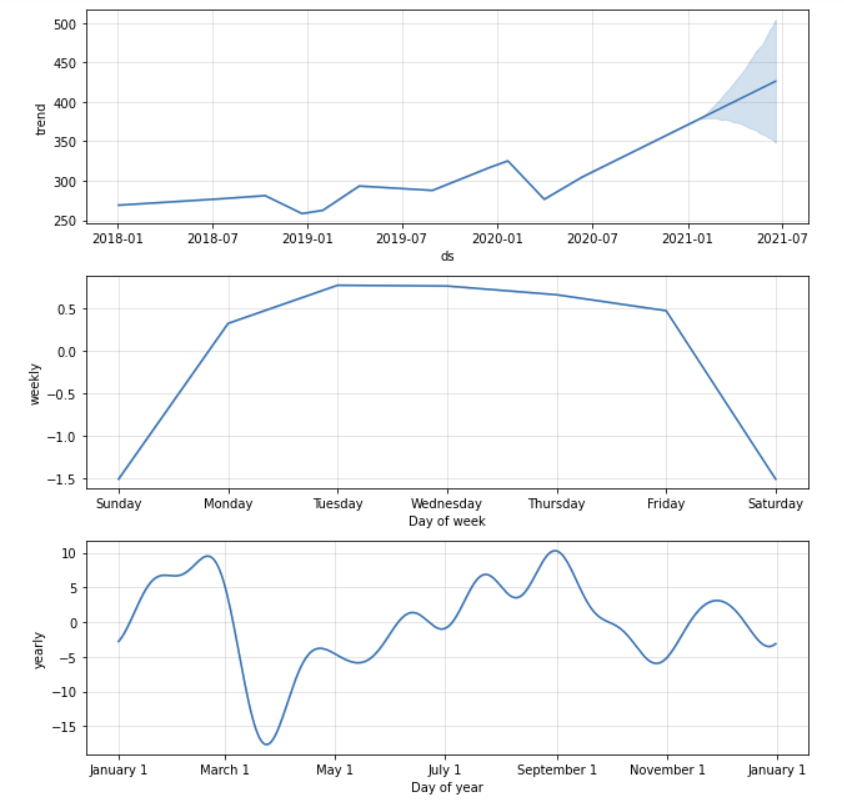 500
450
400
350
300
250
trend
2018-01 2018-07 2019-01 2019-07 2020-01 2020-07 2021-01 2021-07
ds
0.5
0.0
−0.5
−1.0
−1.5
weekly
Sunday Monday Tuesday Wednesday Thursday Friday Saturday
Day of week
10
5
0
−5
−10
−15
yearly
January 1 March 1 May 1 July 1 September 1 November 1 January 1
Day of year